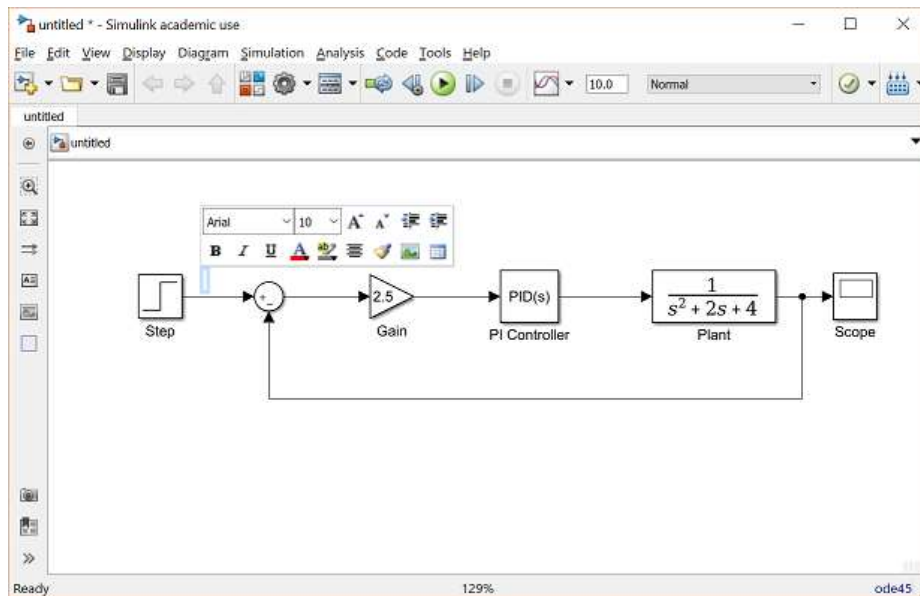 untitled * - Simulink academic use
File Edit View Display Diagram Simulation Analysis Code Tools Help
10.0 Normal
untitled
untitled
Arial 10 A A
B I U A ab
+ - 2.5 PID(s) 1
s² + 2s + 4
Step Gain PI Controller Plant Scope
Ready 129% ode45